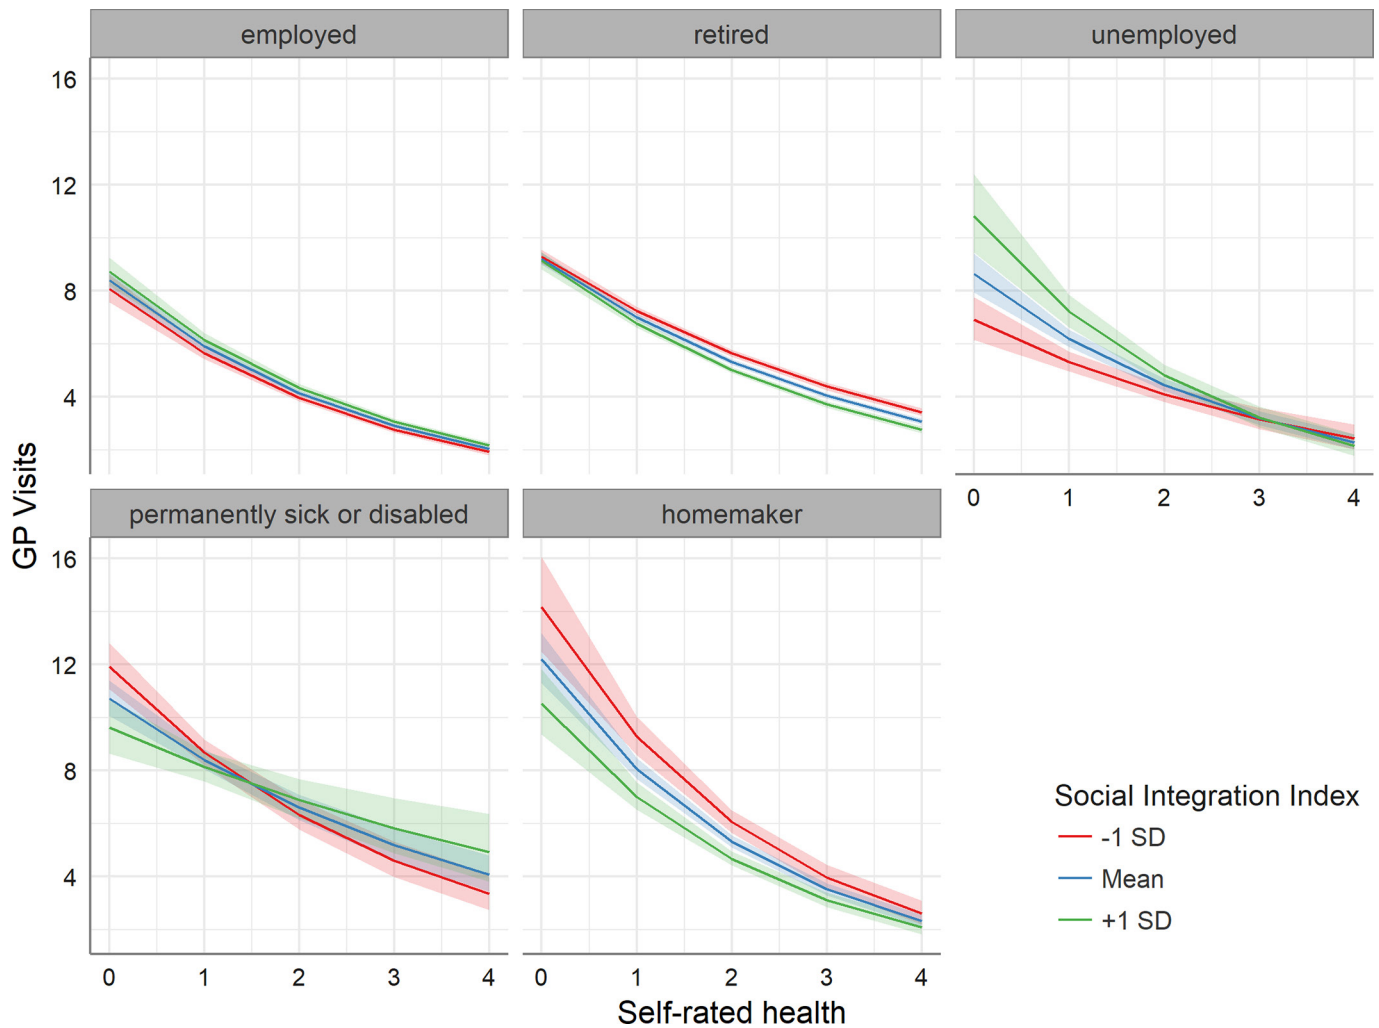 employed
retired
unemployed
16
12
8
4
0 1 2 3 4
GP Visits
permanently sick or disabled
homemaker
16
12
8
4
0 1 2 3 4
0 1 2 3 4
Self-rated health
Social Integration Index
-1 SD
Mean
+1 SD